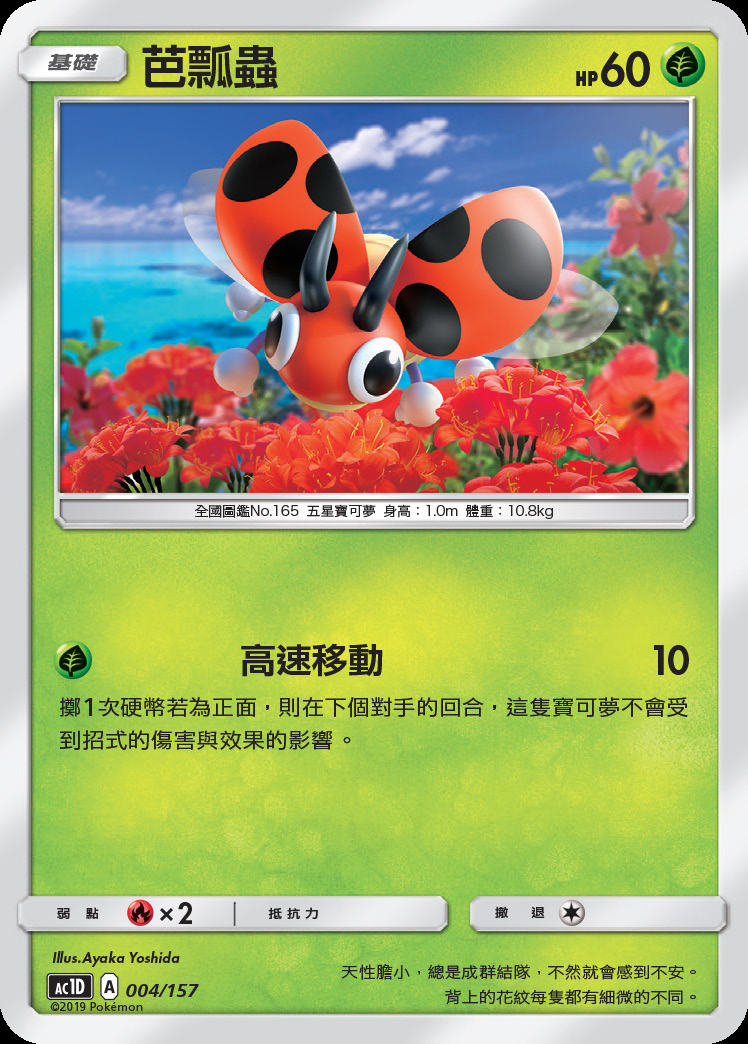 基礎 芭瓢蟲 HP60
全國圖鑑No.165 五星寶可夢 身高：1.0m 體重：10.8kg
高速移動 10
擲1次硬幣若為正面，則在下個對手的回合，這隻寶可夢不會受
到招式的傷害與效果的影響。
弱點 ×2 抵抗力 撤退
Illus.Ayaka Yoshida
天性膽小，總是成群結隊，不然就會感到不安。
AC1D A 004/157
背上的花紋每隻都有細微的不同。
©2019 Pokémon